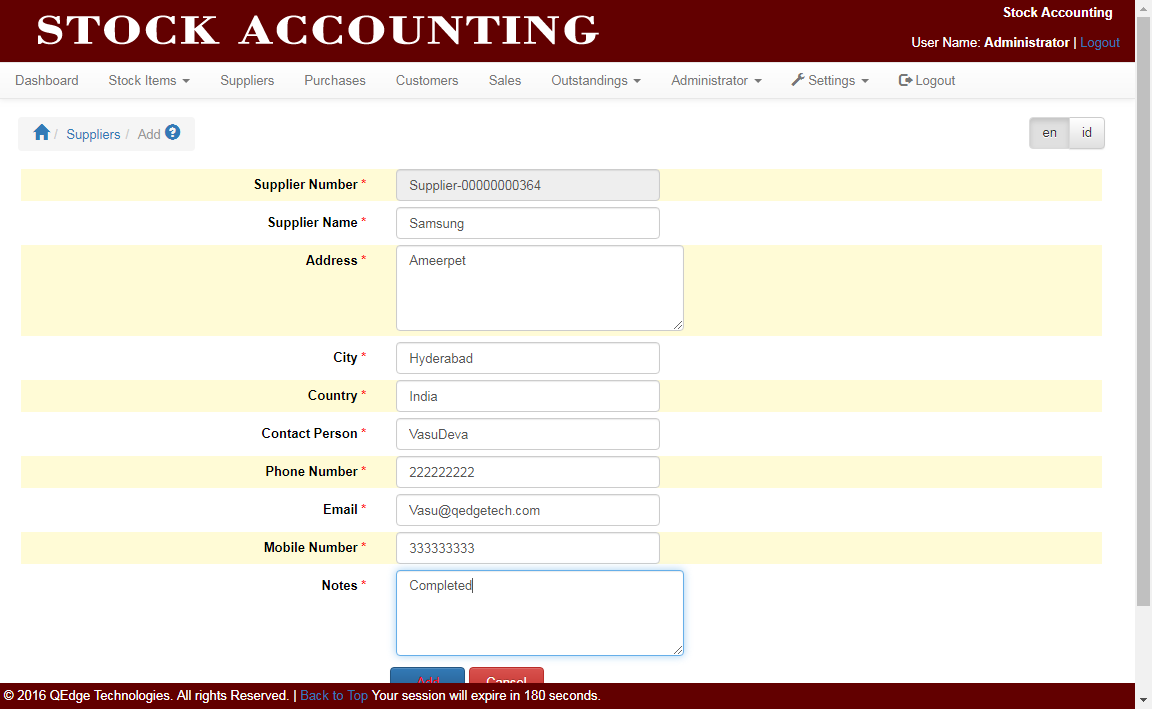 STOCK ACCOUNTING
Stock Accounting
User Name: Administrator | Logout
Dashboard Stock Items Suppliers Purchases Customers Sales Outstandings Administrator Settings Logout
/ Suppliers / Add ?
en id
Supplier Number * Supplier-00000000364
Supplier Name * Samsung
Address * Ameerpet
City * Hyderabad
Country * India
Contact Person * VasuDeva
Phone Number * 222222222
Email * Vasu@qedgetech.com
Mobile Number * 333333333
Notes * Completed
Add Cancel
© 2016 QEdge Technologies. All rights Reserved. | Back to Top Your session will expire in 180 seconds.